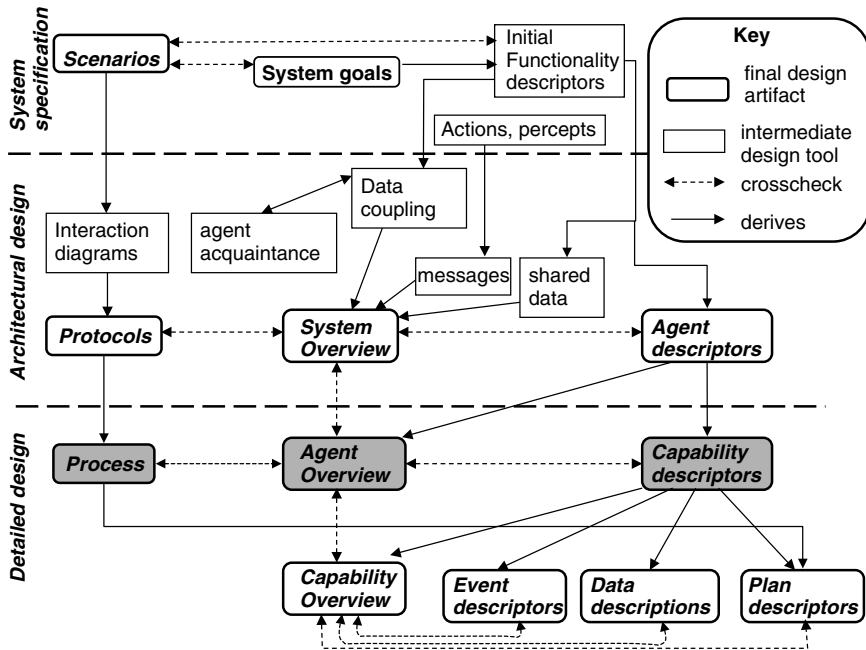 System
specification
Scenarios
System goals
Initial
Functionality
descriptors
Actions, percepts
Key
final design
artifact
intermediate
design tool
crosscheck
derives
Architectural design
Interaction
diagrams
agent
acquaintance
Data
coupling
messages
shared
data
Protocols
System
Overview
Agent
descriptors
Detailed design
Process
Agent
Overview
Capability
descriptors
Capability
Overview
Event
descriptors
Data
descriptions
Plan
descriptors